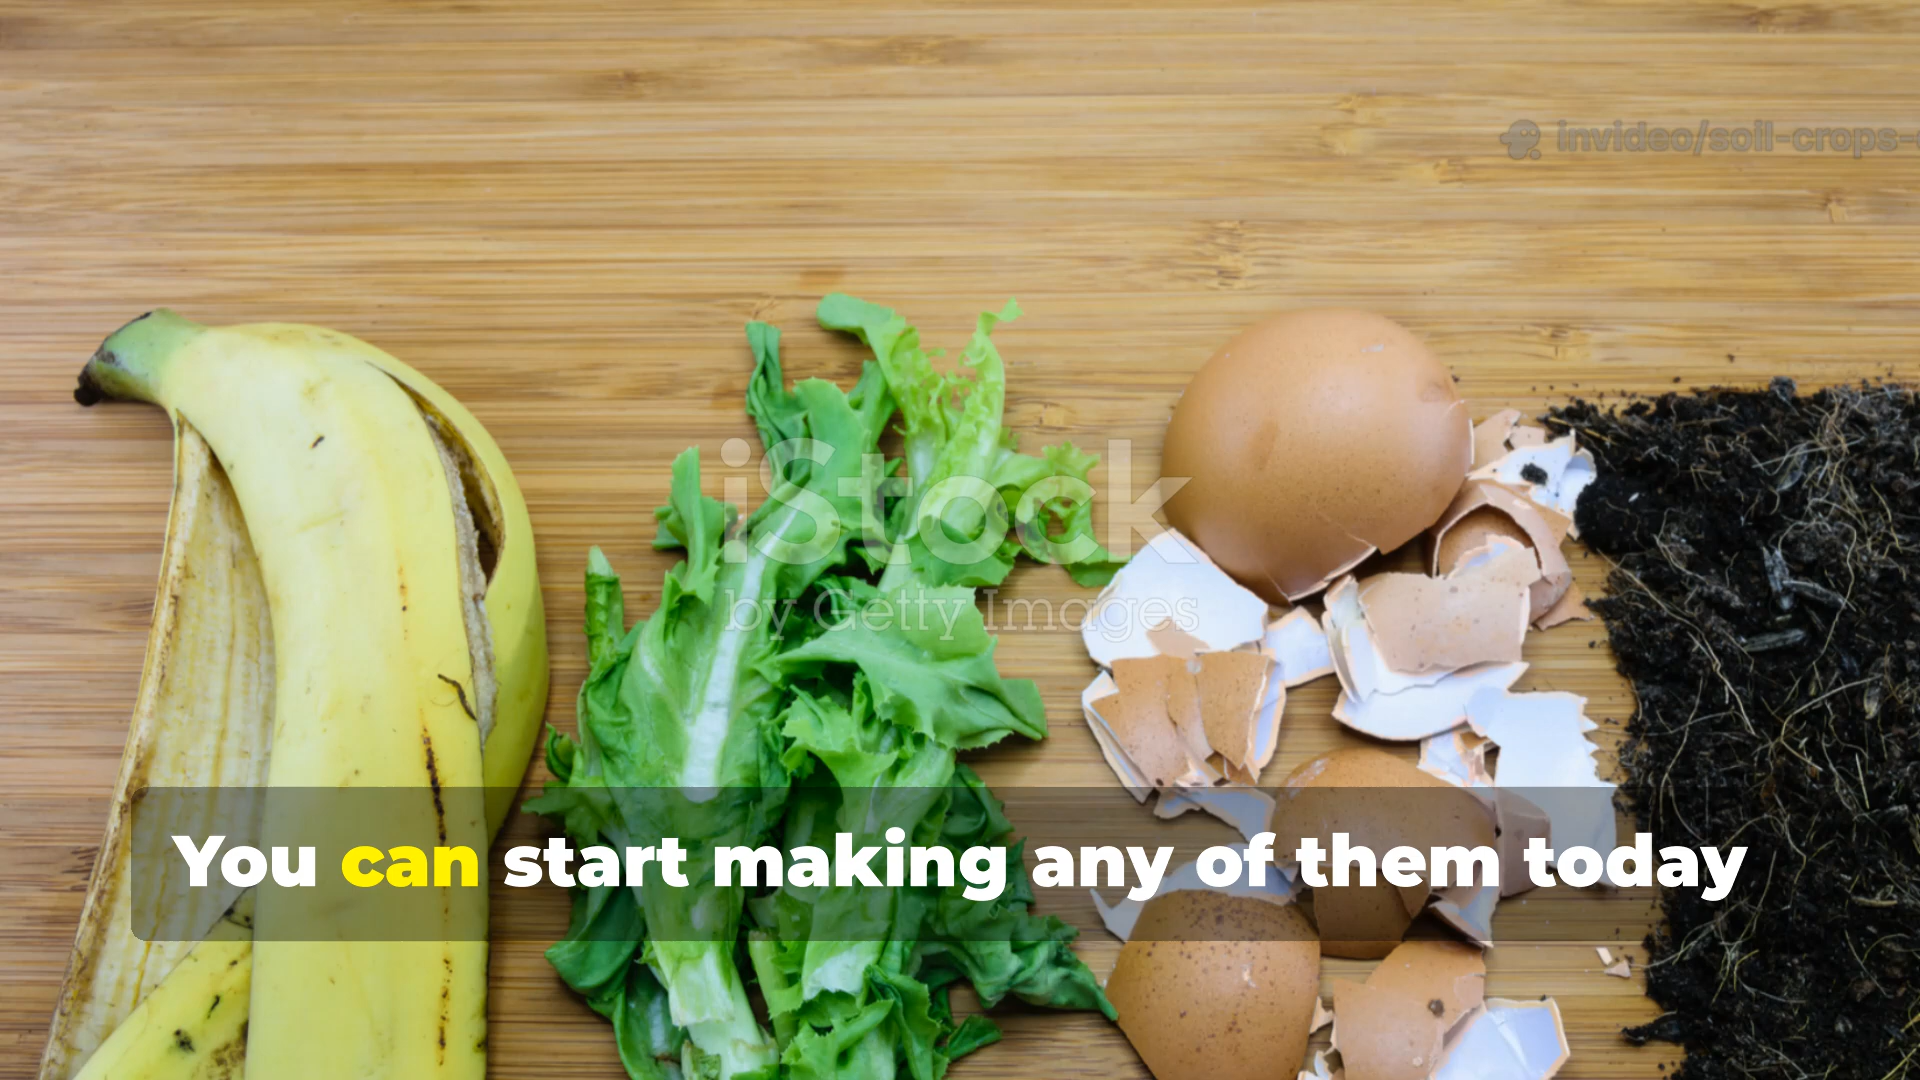 invideo/soil-crops-
iStock
by Getty Images
You can start making any of them today